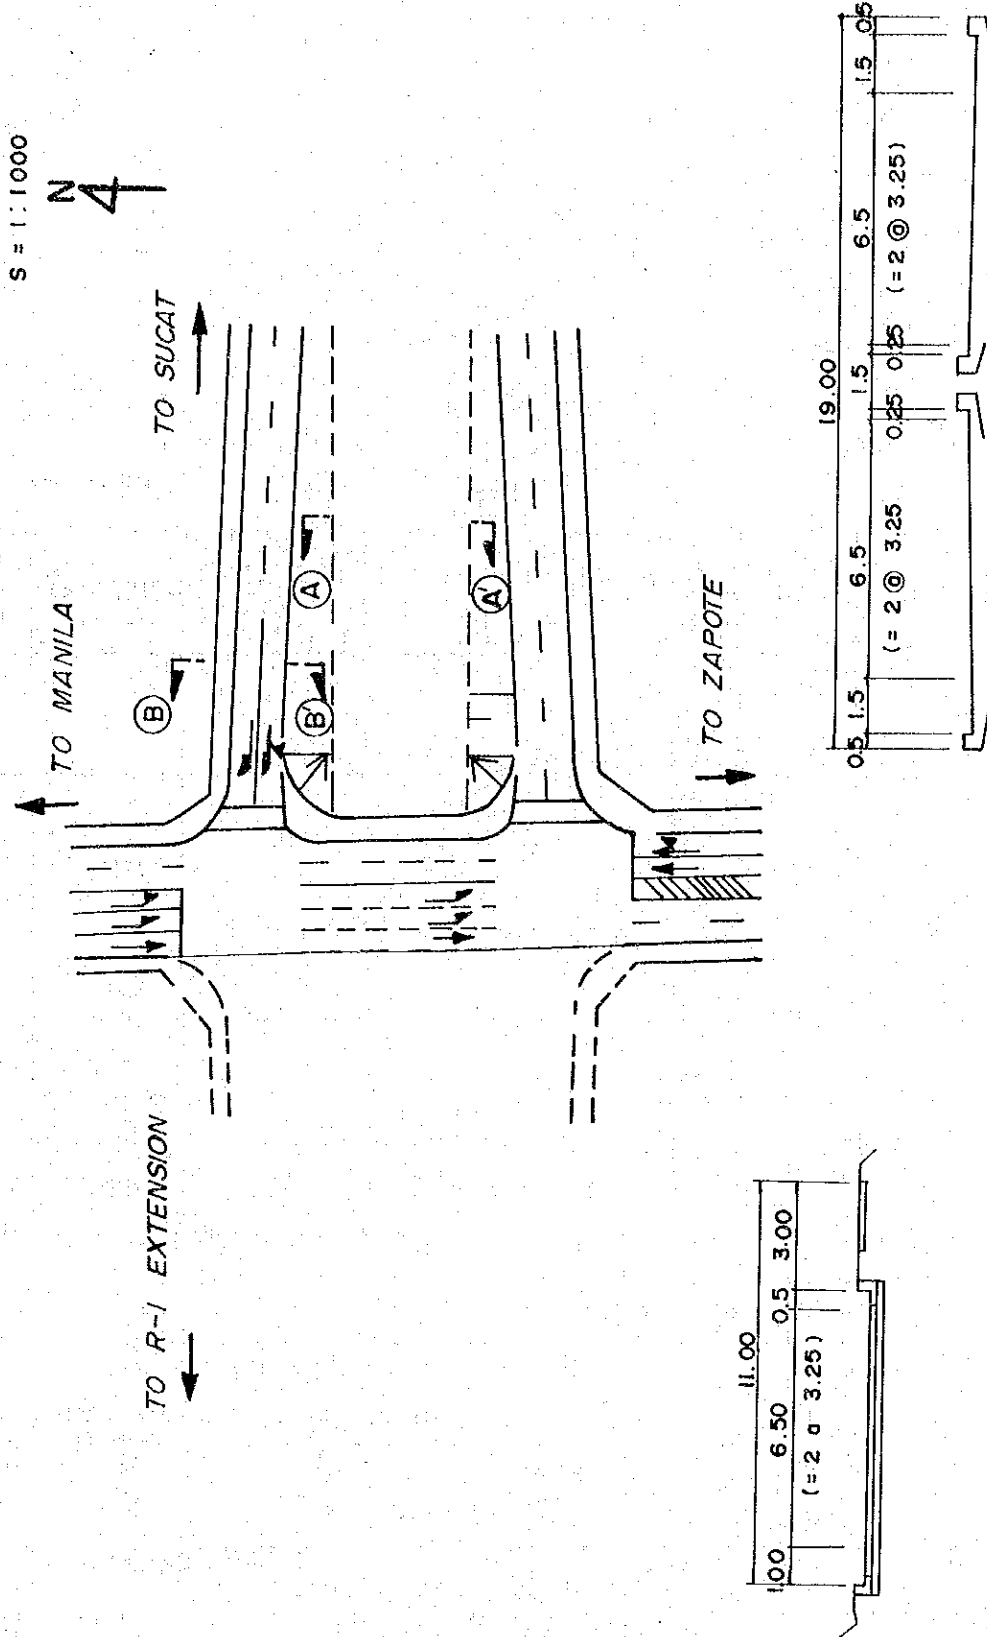 S = 1:1000
N
TO SUCAT
TO MANILA
B
A
B'
A'
TO ZAPOTE
TO R-1 EXTENSION
19.00
0.5 1.5 6.5 0.25 1.5 0.25 6.5 1.5 0.5
(= 2 @ 3.25
(=2 @ 3.25)
11.00
1.00 6.50 0.5 3.00
(=2 a 3.25)